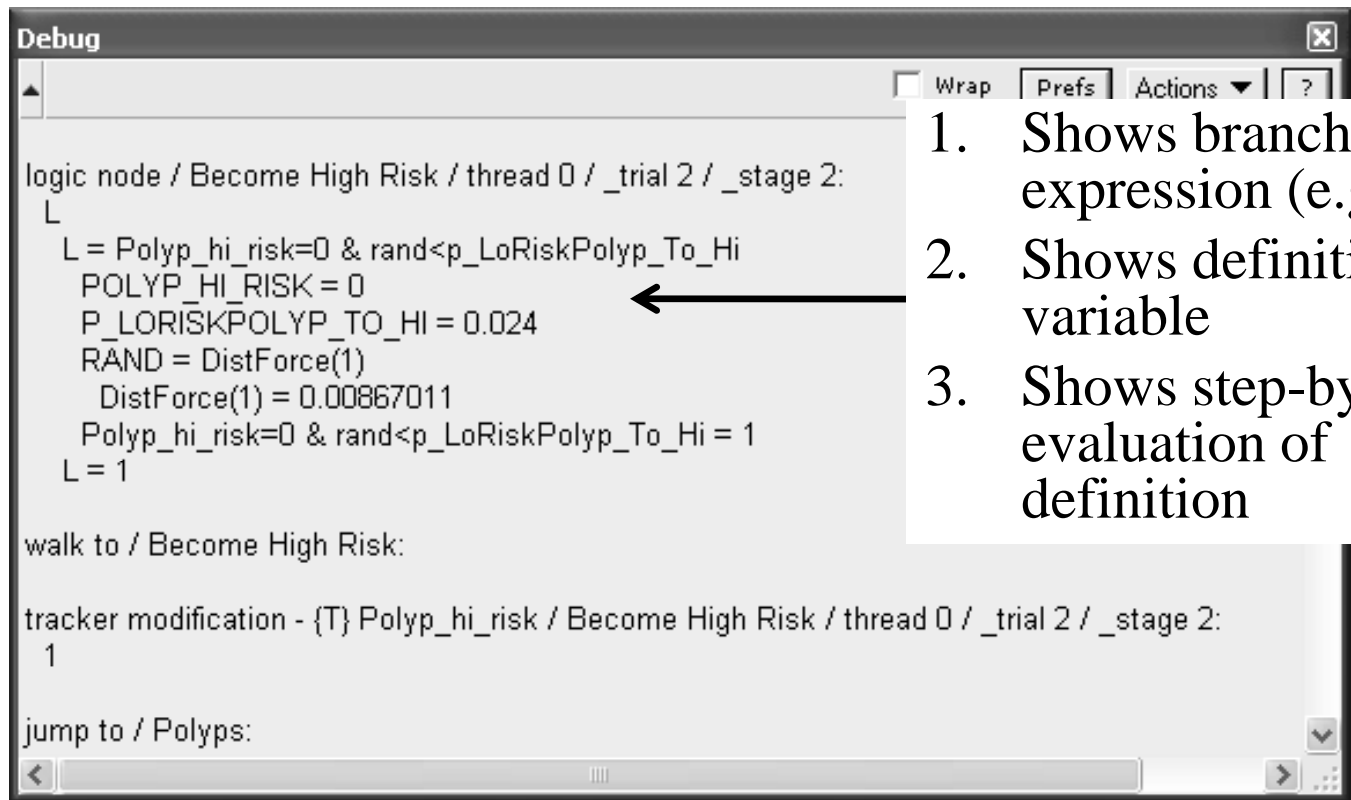 Debug
Wrap Prefs Actions ?
logic node / Become High Risk / thread 0 / _trial 2 / _stage 2:
L
L = Polyp_hi_risk=0 & rand<p_LoRiskPolyp_To_Hi
POLYP_HI_RISK = 0
P_LORISKPOLYP_TO_HI = 0.024
RAND = DistForce(1)
DistForce(1) = 0.00867011
Polyp_hi_risk=0 & rand<p_LoRiskPolyp_To_Hi = 1
L = 1
walk to / Become High Risk:
tracker modification - {T} Polyp_hi_risk / Become High Risk / thread 0 / _trial 2 / _stage 2:
1
jump to / Polyps:
1. Shows branch
expression (e.
2. Shows
variable
3. Shows
evaluation of
definition